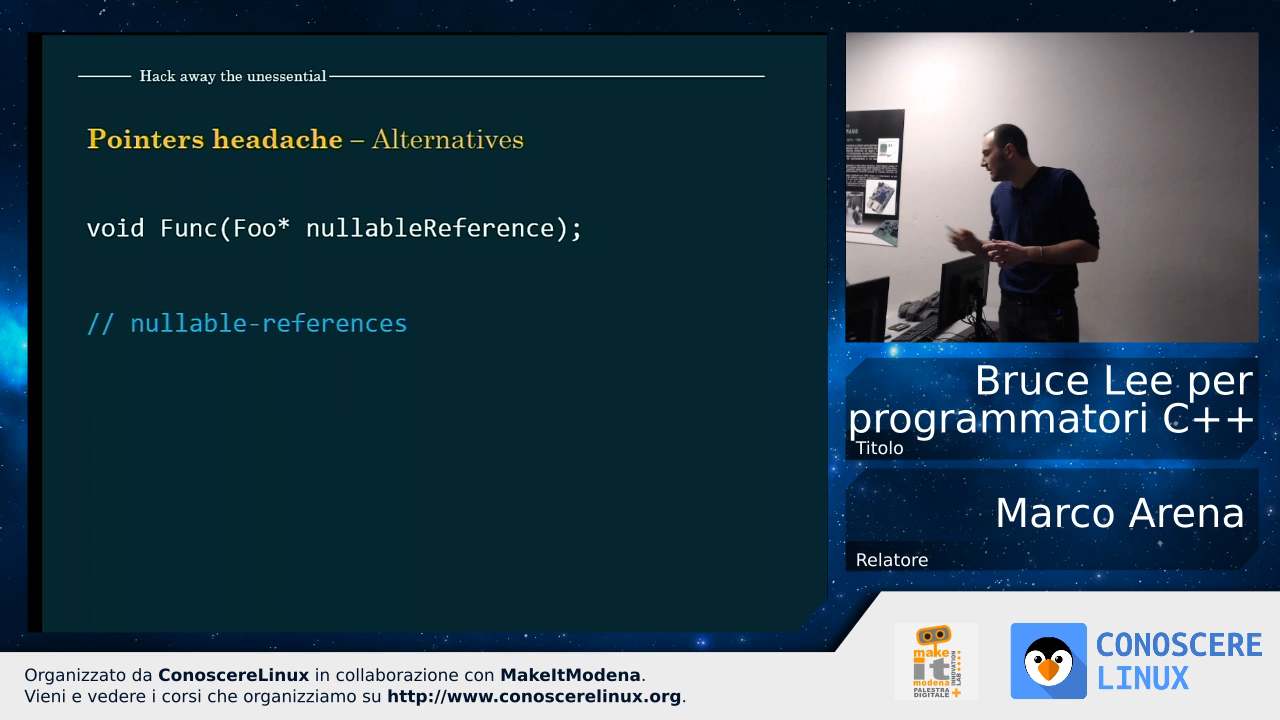 Hack away the unessential
Pointers headache – Alternatives
void Func(Foo* nullableReference);
// nullable-references
Bruce Lee per
programmatori C++
Titolo
Marco Arena
Relatore
make
it
modena
PALESTRA
DIGITALE
INNOVATION
LAB
CONOSCERE
LINUX
Organizzato da ConoscereLinux in collaborazione con MakeItModena.
Vieni e vedere i corsi che organizziamo su http://www.conoscerelinux.org.